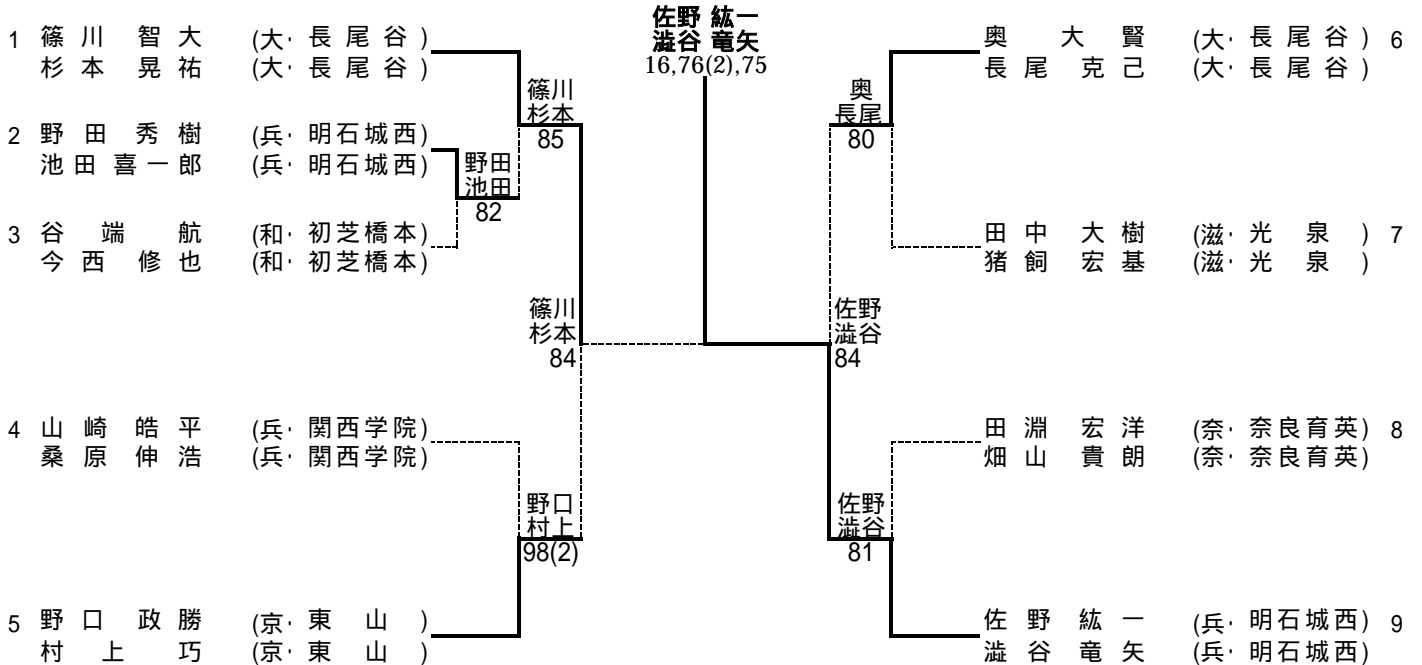 佐野 紘一
澁谷 竜矢
16,76(2),75
1 篠川 智大 (大・長尾谷)
杉本 晃祐 (大・長尾谷)
篠川
杉本
85
2 野田 秀樹 (兵・明石城西)
池田 喜一郎 (兵・明石城西)
野田
池田
82
3 谷端 航 (和・初芝橋本)
今西 修也 (和・初芝橋本)
篠川
杉本
84
4 山崎 皓平 (兵・関西学院)
桑原 伸浩 (兵・関西学院)
野口
村上
98(2)
5 野口 政勝 (京・東山)
村上 巧 (京・東山)
奥 大賢 (大・長尾谷) 6
長尾 克己 (大・長尾谷)
奥
長尾
80
田中 大樹 (滋・光泉) 7
猪飼 宏基 (滋・光泉)
佐野
澁谷
84
田淵 宏洋 (奈・奈良育英) 8
畑山 貴朗 (奈・奈良育英)
佐野
澁谷
81
佐野 紘一 (兵・明石城西) 9
澁谷 竜矢 (兵・明石城西)